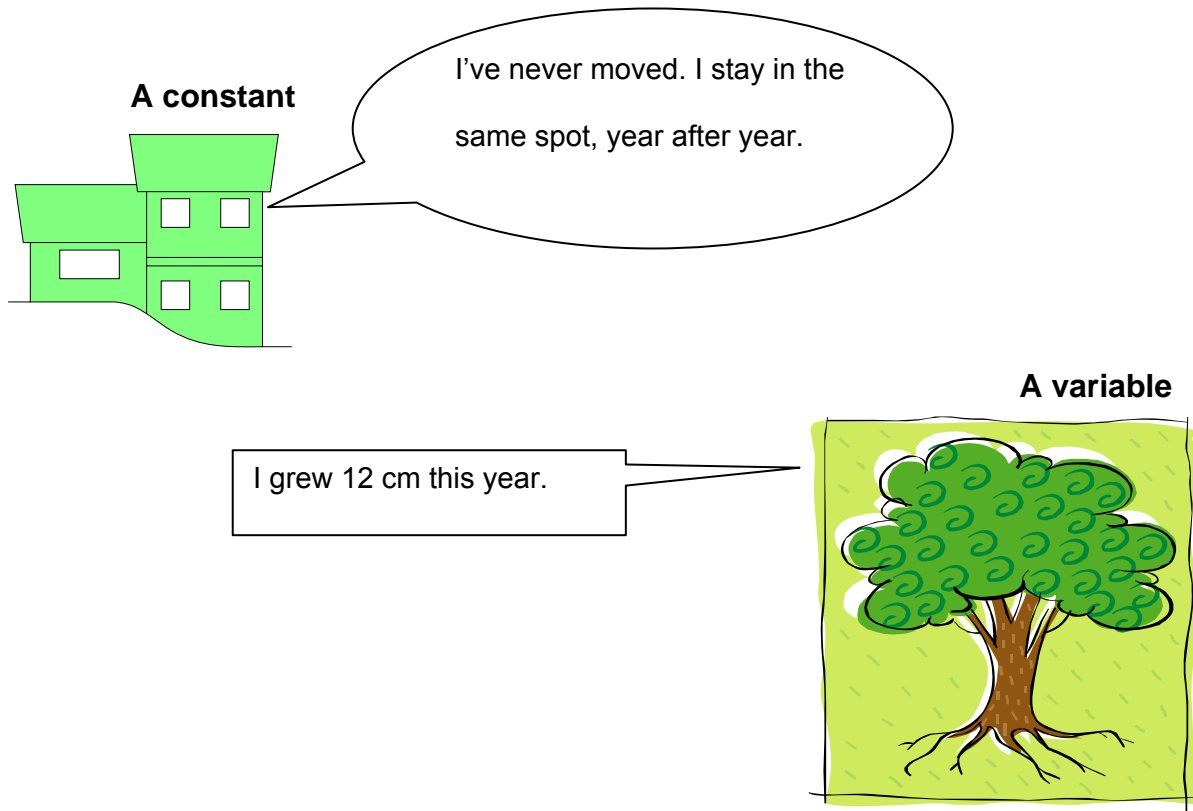 A constant
I've never moved. I stay in the
same spot, year after year.
A variable
I grew 12 cm this year.